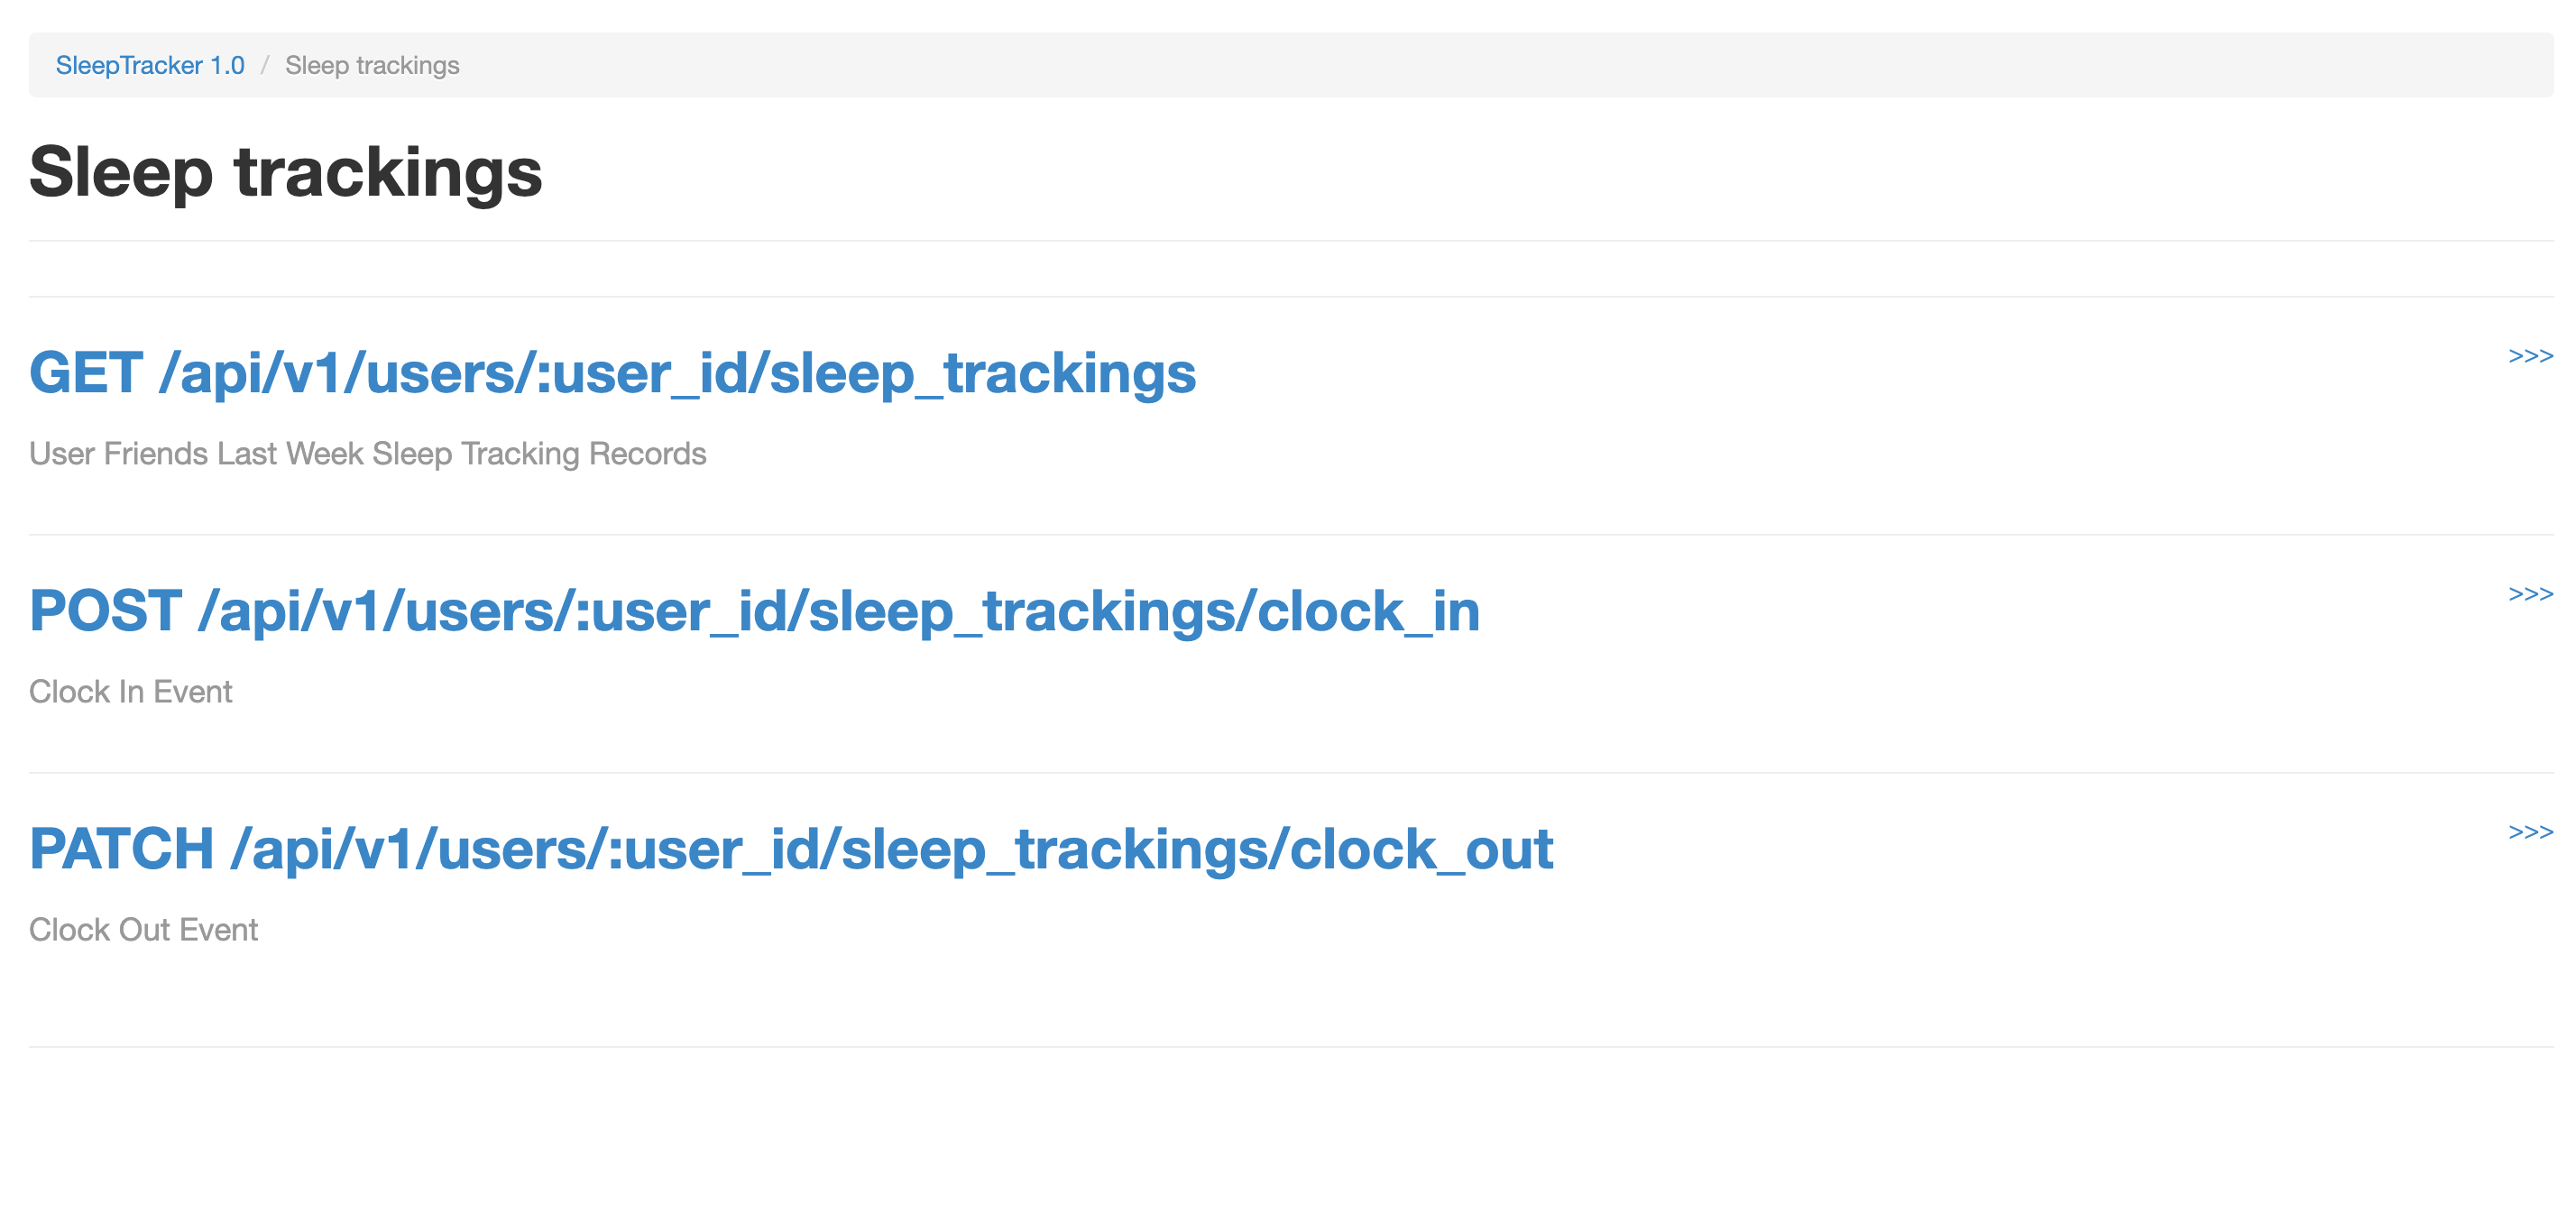 SleepTracker 1.0 / Sleep trackings
Sleep trackings
GET /api/v1/users/:user_id/sleep_trackings >>>
User Friends Last Week Sleep Tracking Records
POST /api/v1/users/:user_id/sleep_trackings/clock_in >>>
Clock In Event
PATCH /api/v1/users/:user_id/sleep_trackings/clock_out >>>
Clock Out Event